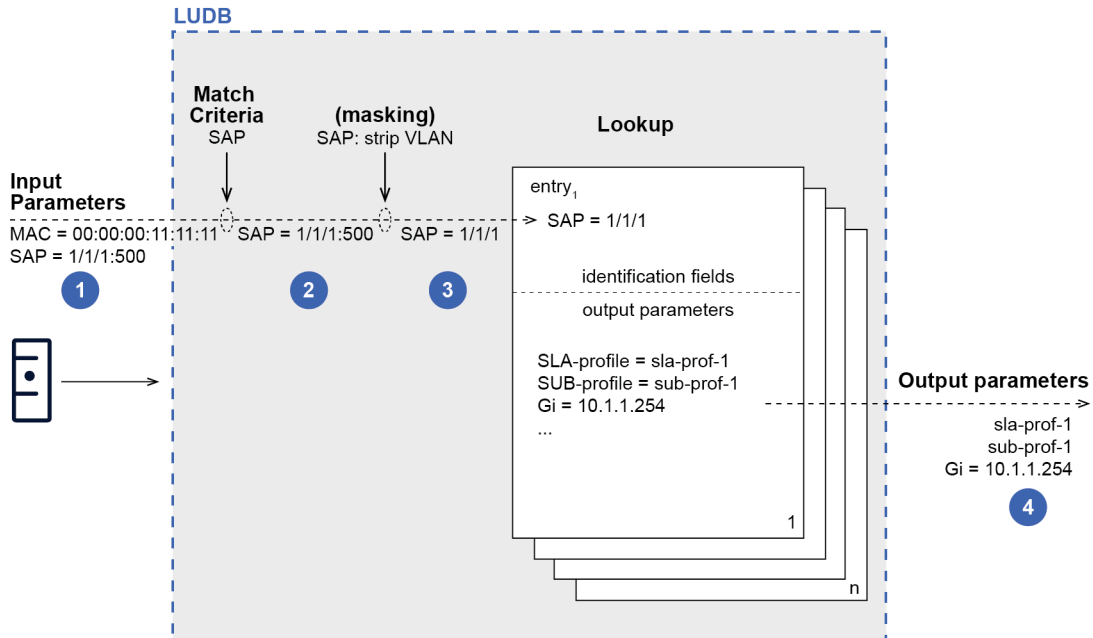 LUDB
Match
Criteria
SAP
(masking)
SAP: strip VLAN
Lookup
Input
Parameters
MAC = 00:00:00:11:11:11
SAP = 1/1/1:500
SAP = 1/1/1:500
SAP = 1/1/1
1
2
3
entry1
SAP = 1/1/1
identification fields
output parameters
SLA-profile = sla-prof-1
SUB-profile = sub-prof-1
Gi = 10.1.1.254
...
1
n
Output parameters
sla-prof-1
sub-prof-1
Gi = 10.1.1.254
4